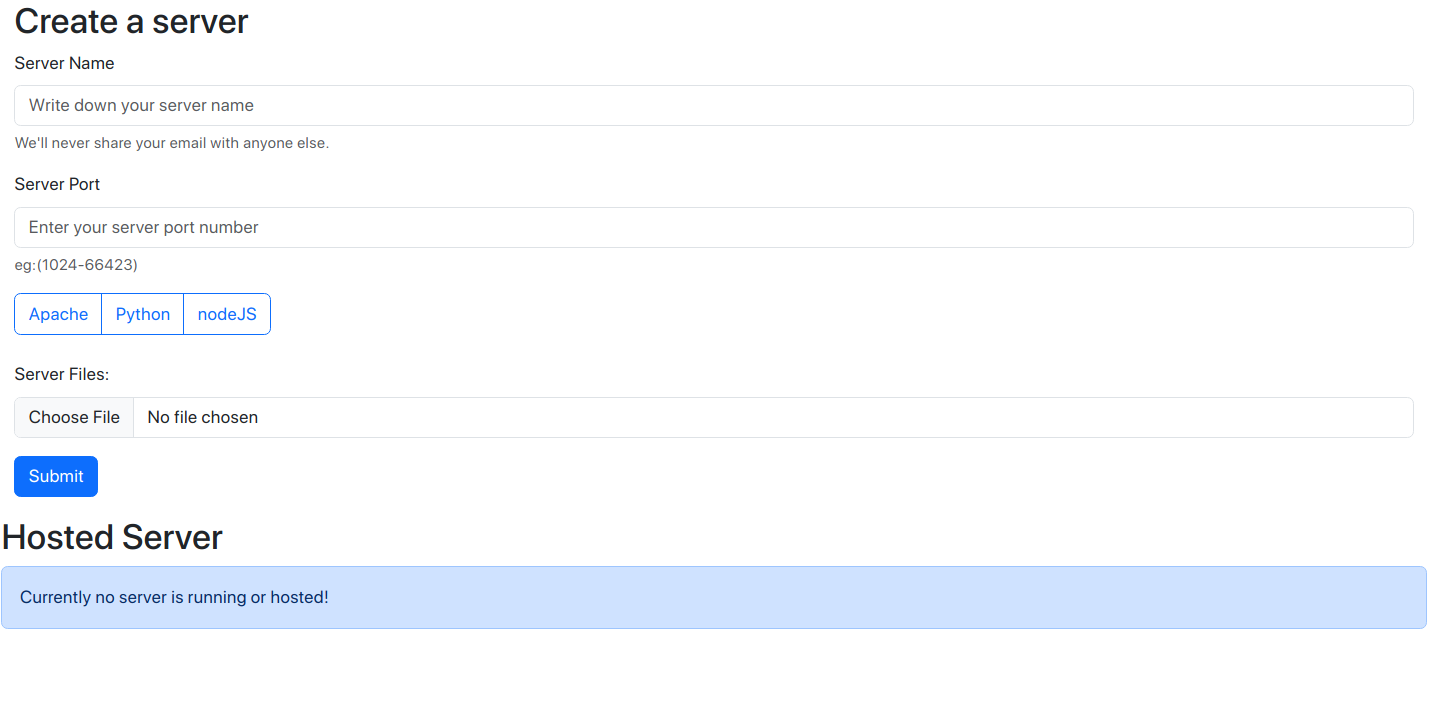 Create a server
Server Name
Write down your server name
We'll never share your email with anyone else.
Server Port
Enter your server port number
eg:(1024-66423)
Apache Python nodeJS
Server Files:
Choose File No file chosen
Submit
Hosted Server
Currently no server is running or hosted!